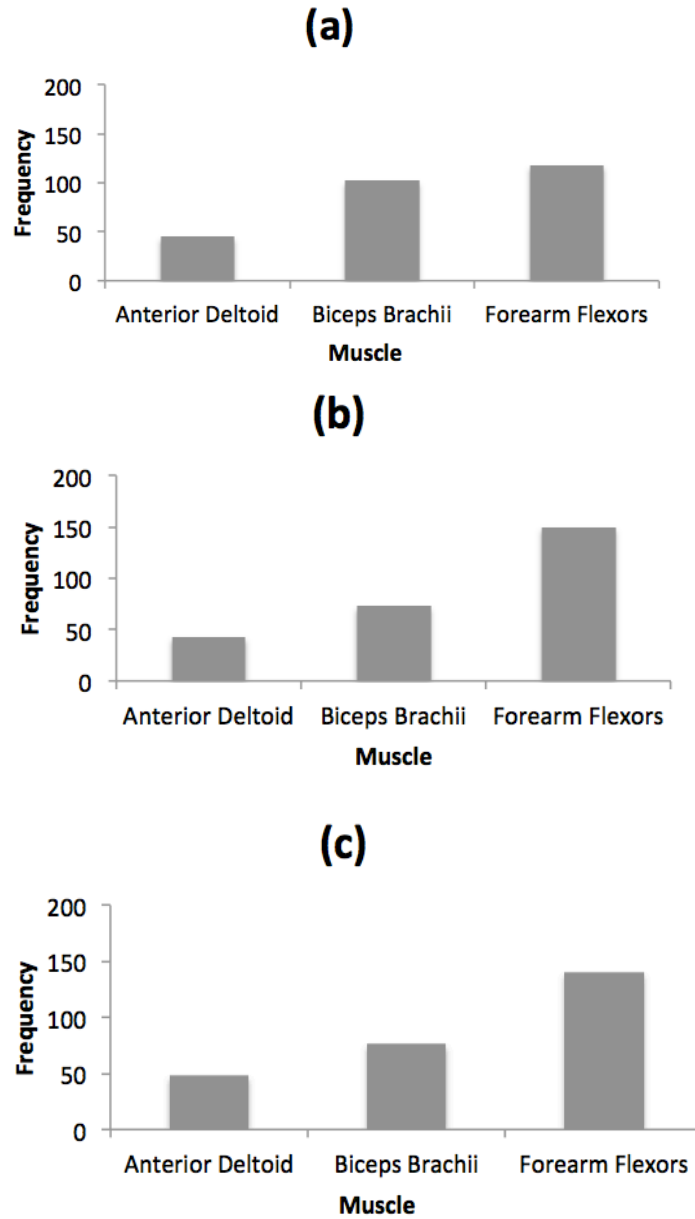 (a)
200
150
100
50
0
Frequency
Anterior Deltoid Biceps Brachii Forearm Flexors
Muscle
(b)
200
150
100
50
0
Frequency
Anterior Deltoid Biceps Brachii Forearm Flexors
Muscle
(c)
200
150
100
50
0
Frequency
Anterior Deltoid Biceps Brachii Forearm Flexors
Muscle